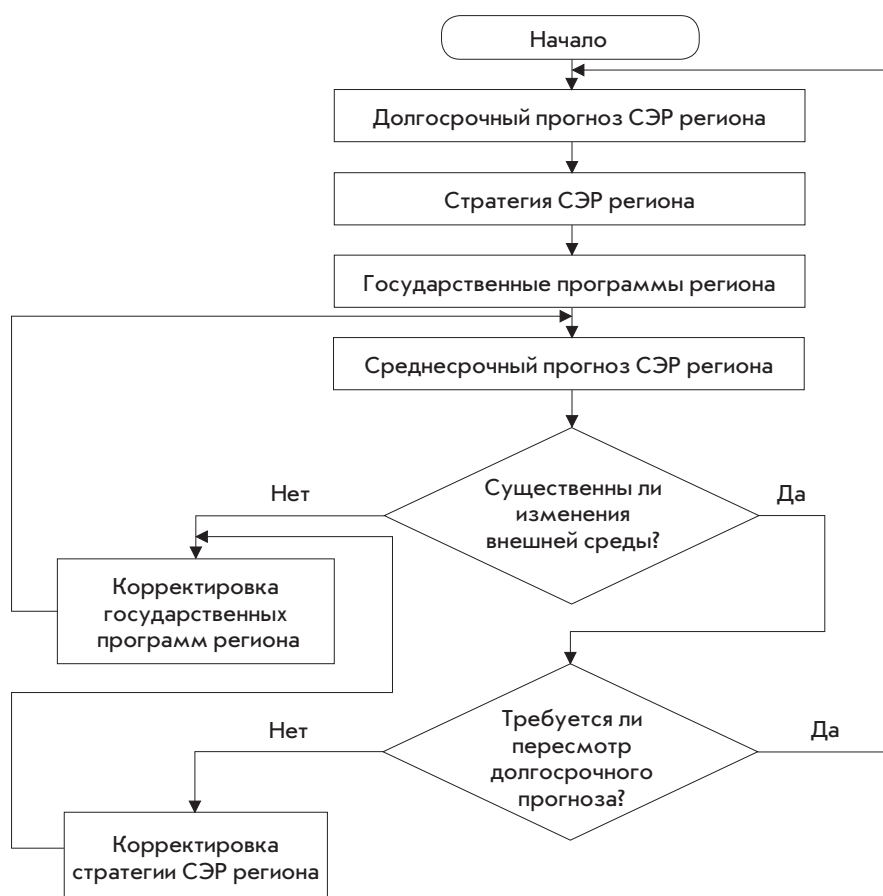 Начало
Долгосрочный прогноз СЭР региона
Стратегия СЭР региона
Государственные программы региона
Среднесрочный прогноз СЭР региона
Существенны ли
изменения
внешней среды?
Нет
Да
Корректировка
государственных
программ региона
Требуется ли
пересмотр
долгосрочного
прогноза?
Нет
Да
Корректировка
стратегии СЭР региона